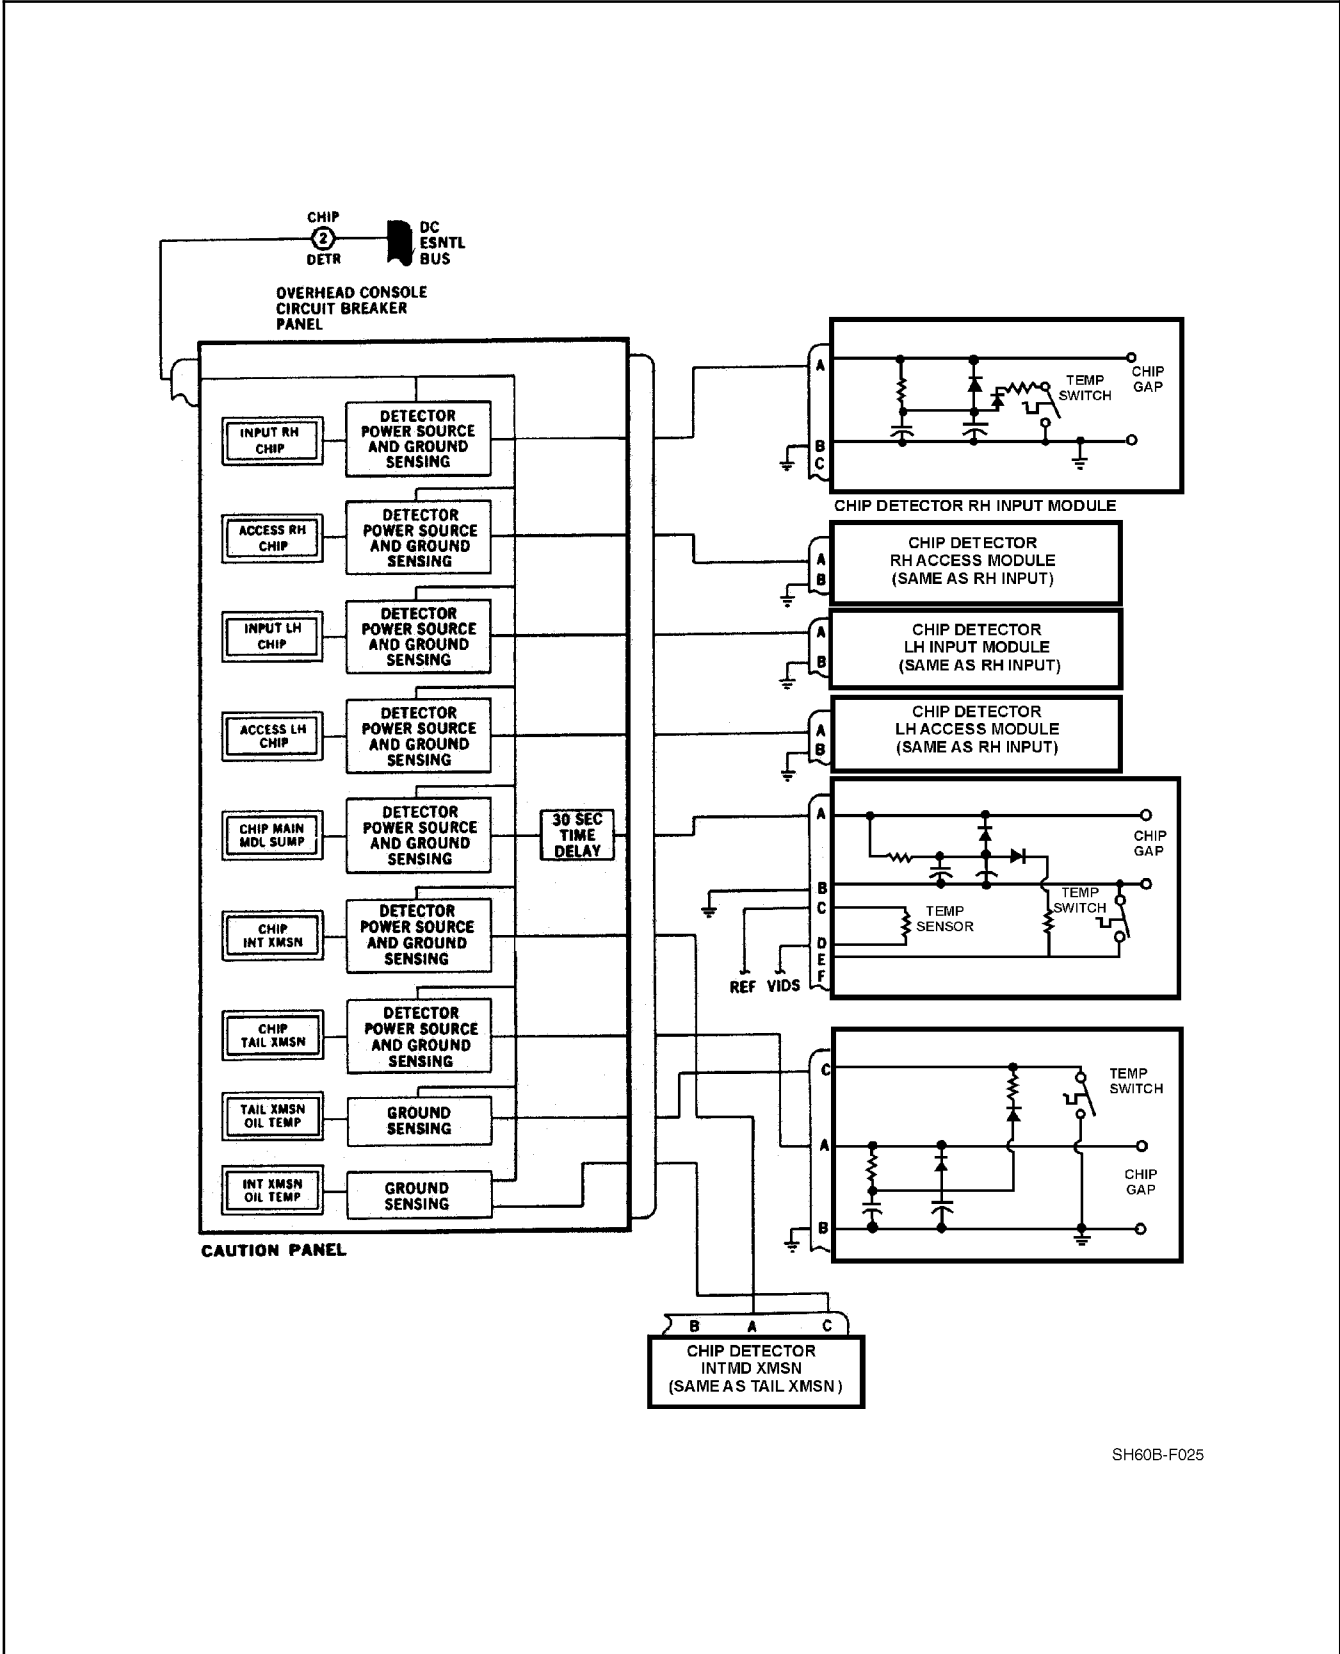 CHIP
2
DETR
DC
ESNTL
BUS
OVERHEAD CONSOLE
CIRCUIT BREAKER
PANEL
INPUT RH
CHIP
DETECTOR
POWER SOURCE
AND GROUND
SENSING
ACCESS RH
CHIP
DETECTOR
POWER SOURCE
AND GROUND
SENSING
INPUT LH
CHIP
DETECTOR
POWER SOURCE
AND GROUND
SENSING
ACCESS LH
CHIP
DETECTOR
POWER SOURCE
AND GROUND
SENSING
CHIP MAIN
MDL SUMP
DETECTOR
POWER SOURCE
AND GROUND
SENSING
30 SEC
TIME
DELAY
CHIP
INT XMSN
DETECTOR
POWER SOURCE
AND GROUND
SENSING
CHIP
TAIL XMSN
DETECTOR
POWER SOURCE
AND GROUND
SENSING
TAIL XMSN
OIL TEMP
GROUND
SENSING
INT XMSN
OIL TEMP
GROUND
SENSING
CAUTION PANEL
A
B
C
TEMP
SWITCH
CHIP
GAP
CHIP DETECTOR RH INPUT MODULE
A
B
CHIP DETECTOR
RH ACCESS MODULE
(SAME AS RH INPUT)
A
B
CHIP DETECTOR
LH INPUT MODULE
(SAME AS RH INPUT)
A
B
CHIP DETECTOR
LH ACCESS MODULE
(SAME AS RH INPUT)
A
B
C
D
E
F
CHIP
GAP
TEMP
SWITCH
TEMP
SENSOR
REF VIDS
C
A
B
TEMP
SWITCH
CHIP
GAP
B A C
CHIP DETECTOR
INTMD XMSN
(SAME AS TAIL XMSN)
SH60B-F025